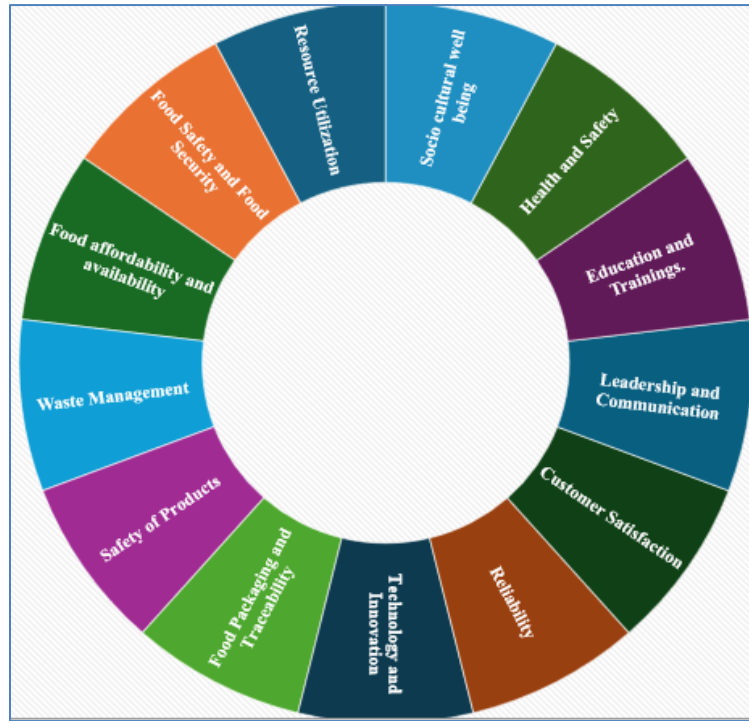 Socio cultural well
being
Health and Safety
Education and
Trainings.
Leadership and
Communication
Customer Satisfaction
Reliability
Technology and
Innovation
Food Packaging and
Traceability
Safety of Products
Waste Management
Food affordability and
availability
Food Safety and Food
Security
Resource Utilization